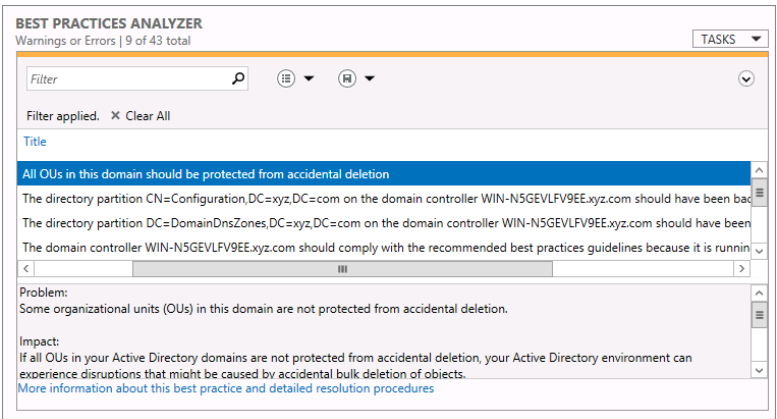 BEST PRACTICES ANALYZER
Warnings or Errors | 9 of 43 total
TASKS
Filter
Filter applied. × Clear All
Title
All OUs in this domain should be protected from accidental deletion
The directory partition CN=Configuration,DC=xyz,DC=com on the domain controller WIN-N5GEVLFV9EE.xyz.com should have been bac
The directory partition DC=DomainDnsZones,DC=xyz,DC=com on the domain controller WIN-N5GEVLFV9EE.xyz.com should have been
The domain controller WIN-N5GEVLFV9EE.xyz.com should comply with the recommended best practices guidelines because it is runnin
Problem:
Some organizational units (OUs) in this domain are not protected from accidental deletion.
Impact:
If all OUs in your Active Directory domains are not protected from accidental deletion, your Active Directory environment can
experience disruptions that might be caused by accidental bulk deletion of objects.
More information about this best practice and detailed resolution procedures